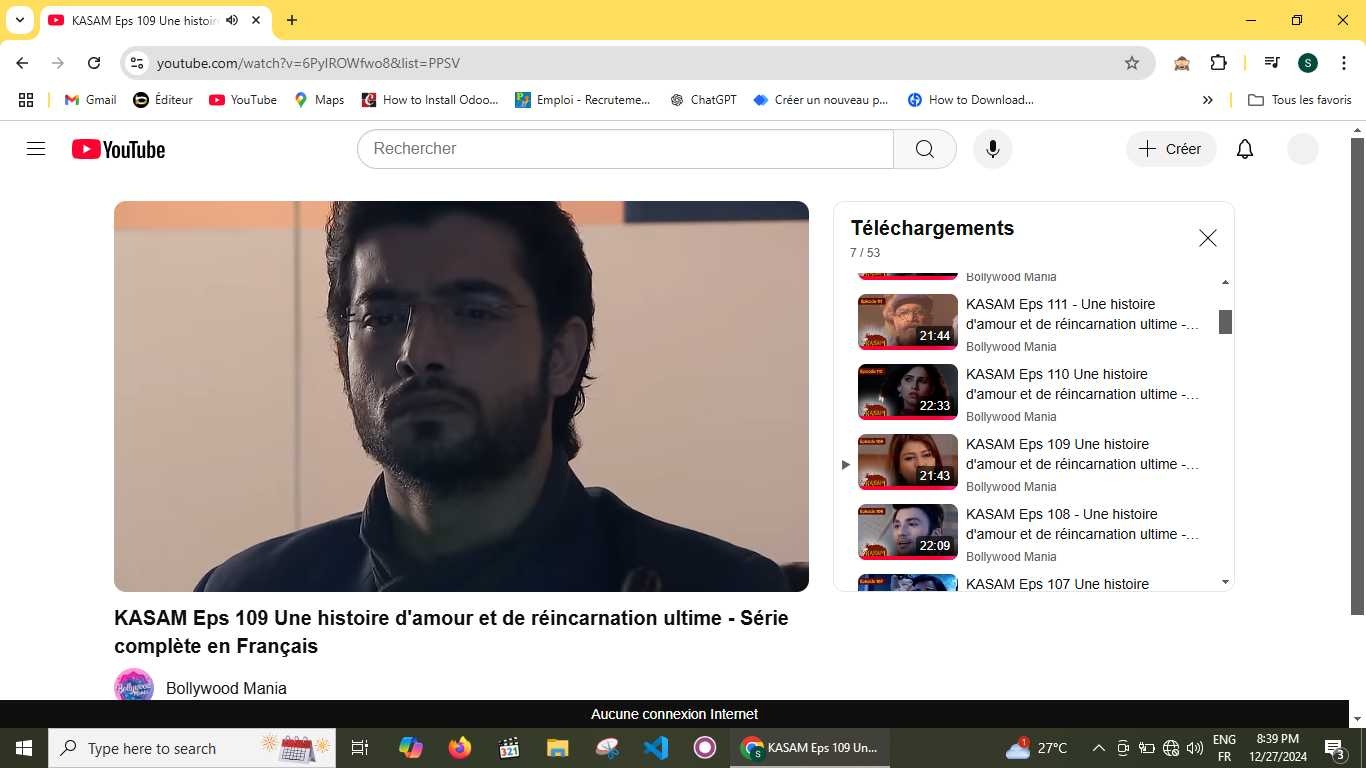 KASAM Eps 109 Une histoir
youtube.com/watch?v=6PyIROWfwo8&list=PPSV
S
Gmail
Éditeur
YouTube
Maps
How to Install Odoo...
Emploi - Recruteme...
ChatGPT
Créer un nouveau p...
How to Download...
Tous les favoris
YouTube
Rechercher
Créer
Téléchargements
7 / 53
Bollywood Mania
KASAM Eps 111 - Une histoire
d'amour et de réincarnation ultime -...
21:44
Bollywood Mania
KASAM Eps 110 Une histoire
d'amour et de réincarnation ultime -...
22:33
Bollywood Mania
KASAM Eps 109 Une histoire
d'amour et de réincarnation ultime -...
21:43
Bollywood Mania
KASAM Eps 108 - Une histoire
d'amour et de réincarnation ultime -...
22:09
Bollywood Mania
KASAM Eps 107 Une histoire
KASAM Eps 109 Une histoire d'amour et de réincarnation ultime - Série
complète en Français
Bollywood Mania
Aucune connexion Internet
Type here to search
KASAM Eps 109 Un...
27°C
ENG
FR
8:39 PM
12/27/2024
3